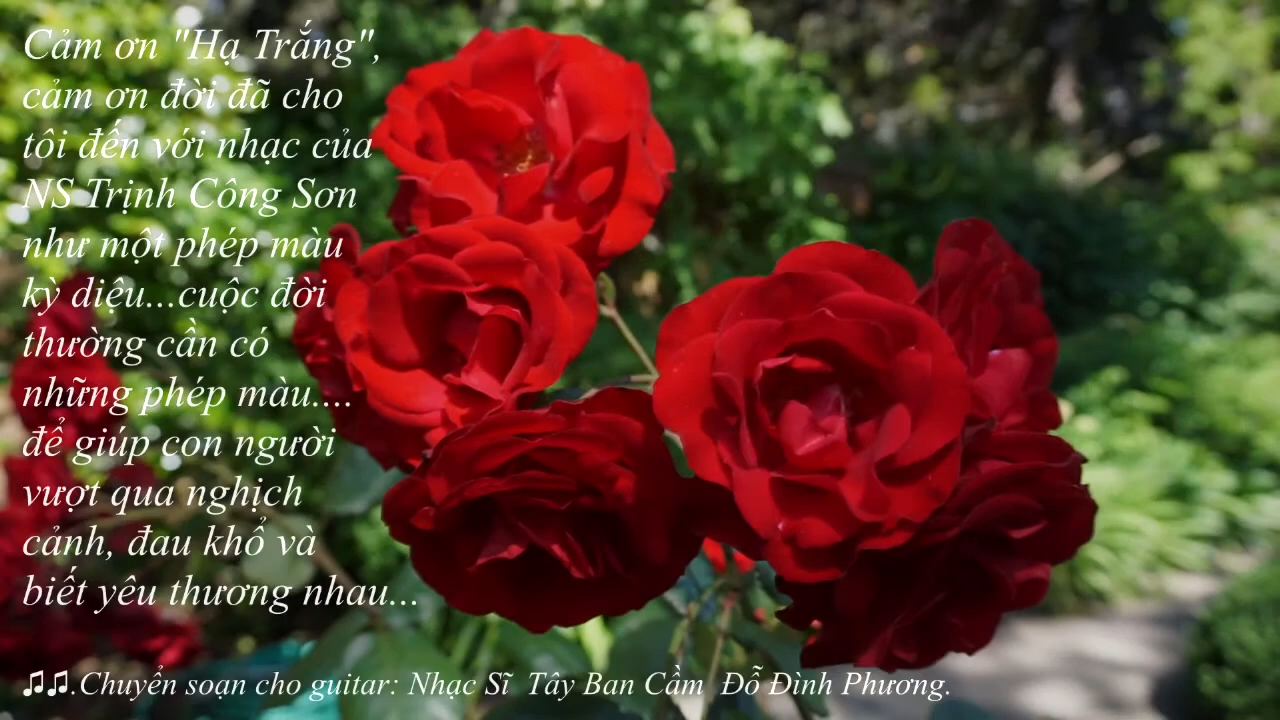 Cảm ơn "Hạ Trắng",
cảm ơn đời đã cho
tôi đến với nhạc của
NS Trịnh Công Sơn
như một phép màu
kỳ diệu...cuộc đời
thường cần có
những phép màu....
để giúp con người
vượt qua nghịch
cảnh, đau khổ và
biết yêu thương nhau...
♫♫.Chuyển soạn cho guitar: Nhạc Sĩ  Tây Ban Cầm  Đỗ Đình Phương.